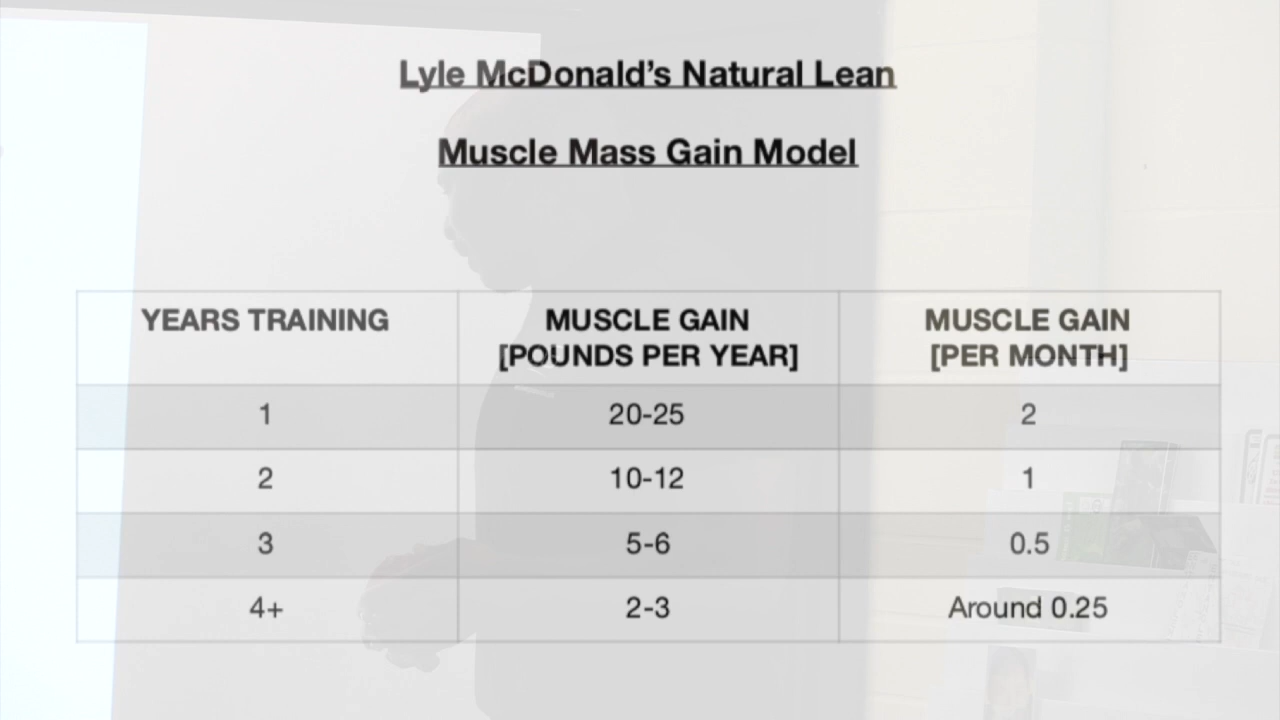 Lyle McDonald's Natural Lean
Muscle Mass Gain Model
YEARS TRAINING
MUSCLE GAIN
[POUNDS PER YEAR]
MUSCLE GAIN
[PER MONTH]
1
20-25
2
2
10-12
1
3
5-6
0.5
4+
2-3
Around 0.25